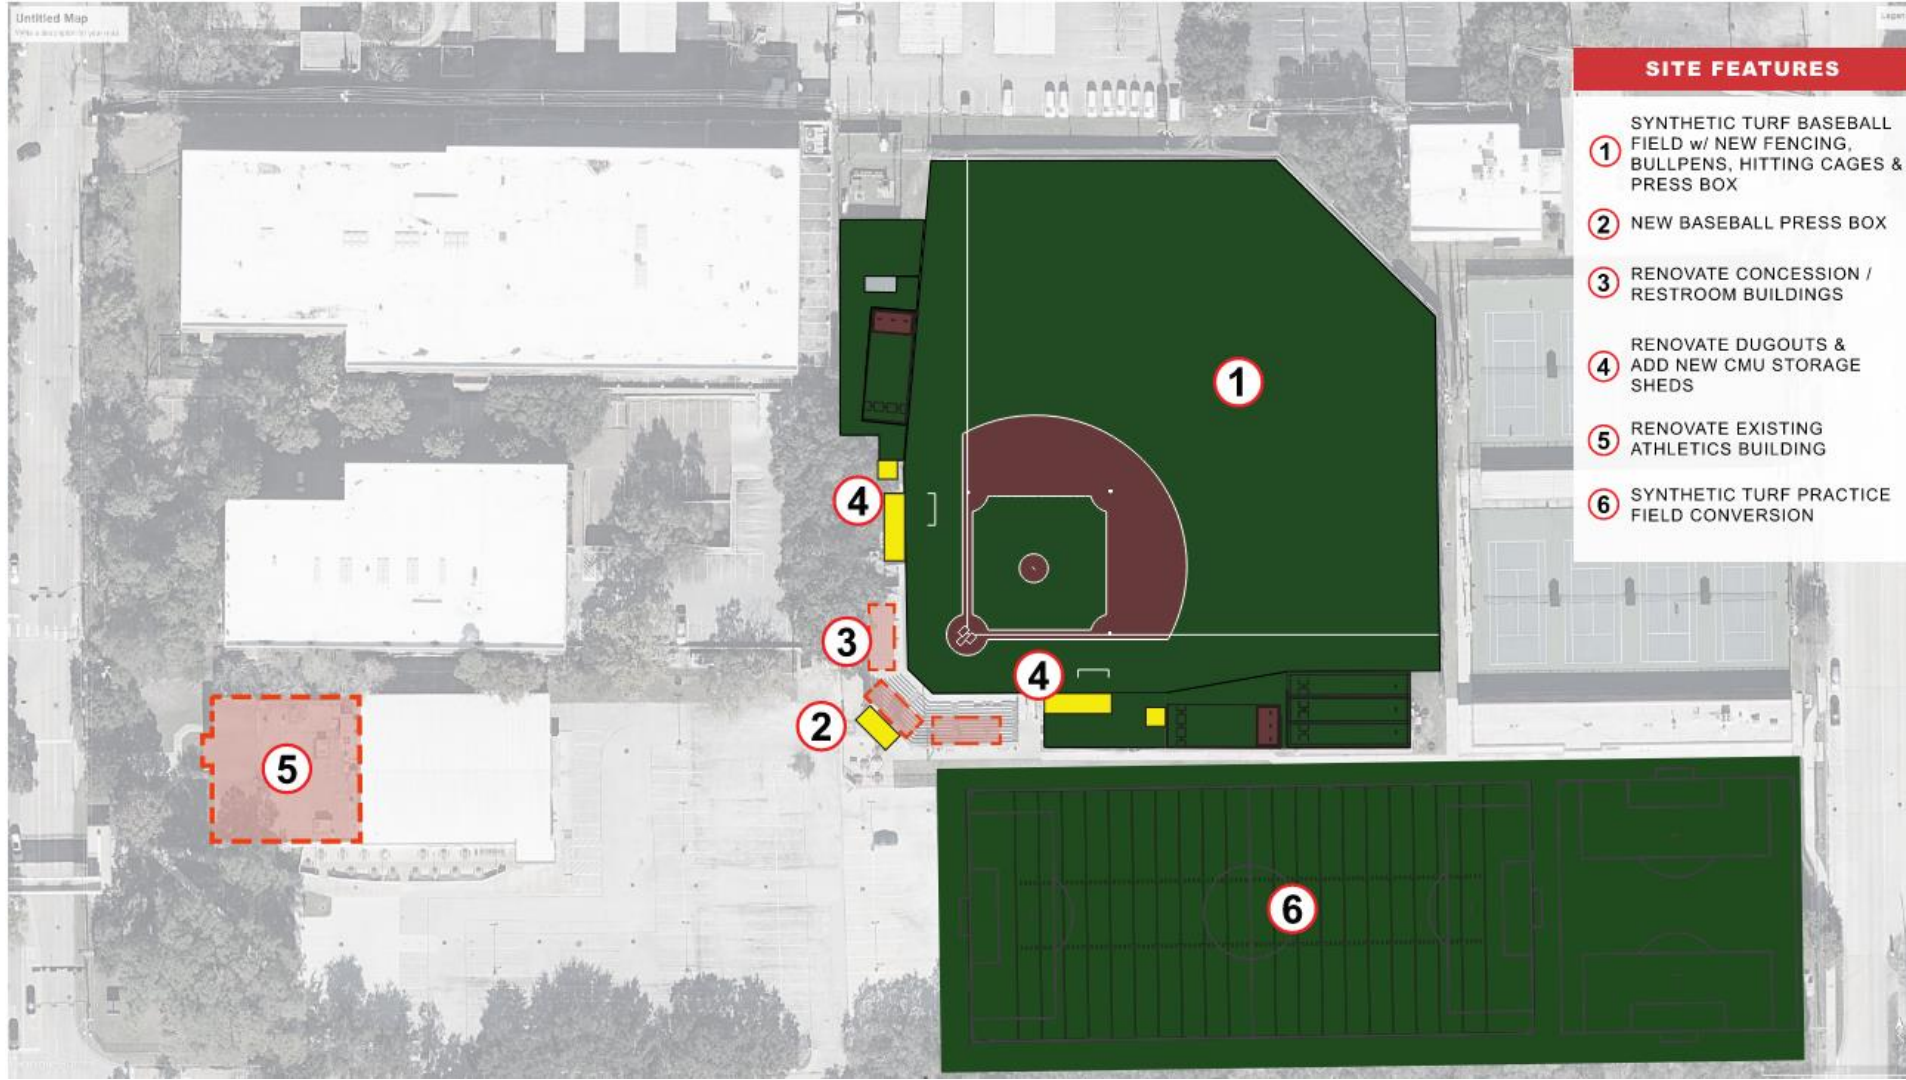 Untitled Map
SITE FEATURES
1
SYNTHETIC TURF BASEBALL
FIELD w/ NEW FENCING,
BULLPENS, HITTING CAGES &
PRESS BOX
2
NEW BASEBALL PRESS BOX
3
RENOVATE CONCESSION /
RESTROOM BUILDINGS
4
RENOVATE DUGOUTS &
ADD NEW CMU STORAGE
SHEDS
5
RENOVATE EXISTING
ATHLETICS BUILDING
6
SYNTHETIC TURF PRACTICE
FIELD CONVERSION
1
4
3
4
2
5
6